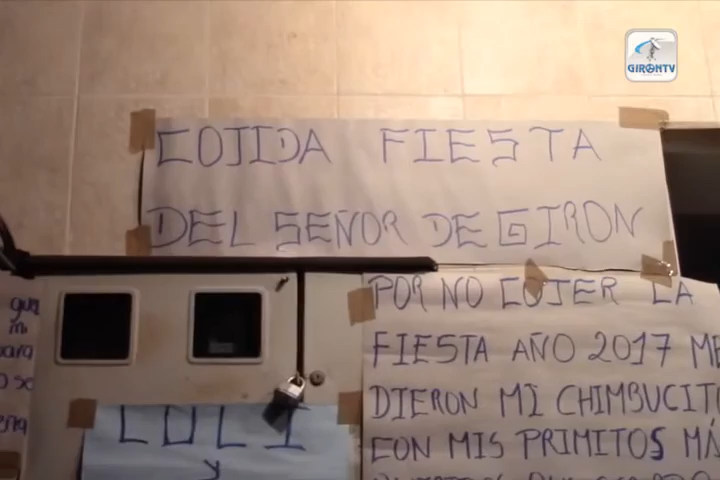 GIRONTV
COJIDA FIESTA
DEL SEÑOR DE GIRON
POR NO COJER LA
FIESTA AÑO 2017 ME
DIERON MI CHIMBUCITO
CON MIS PRIMITOS MÁ
LULI
Y